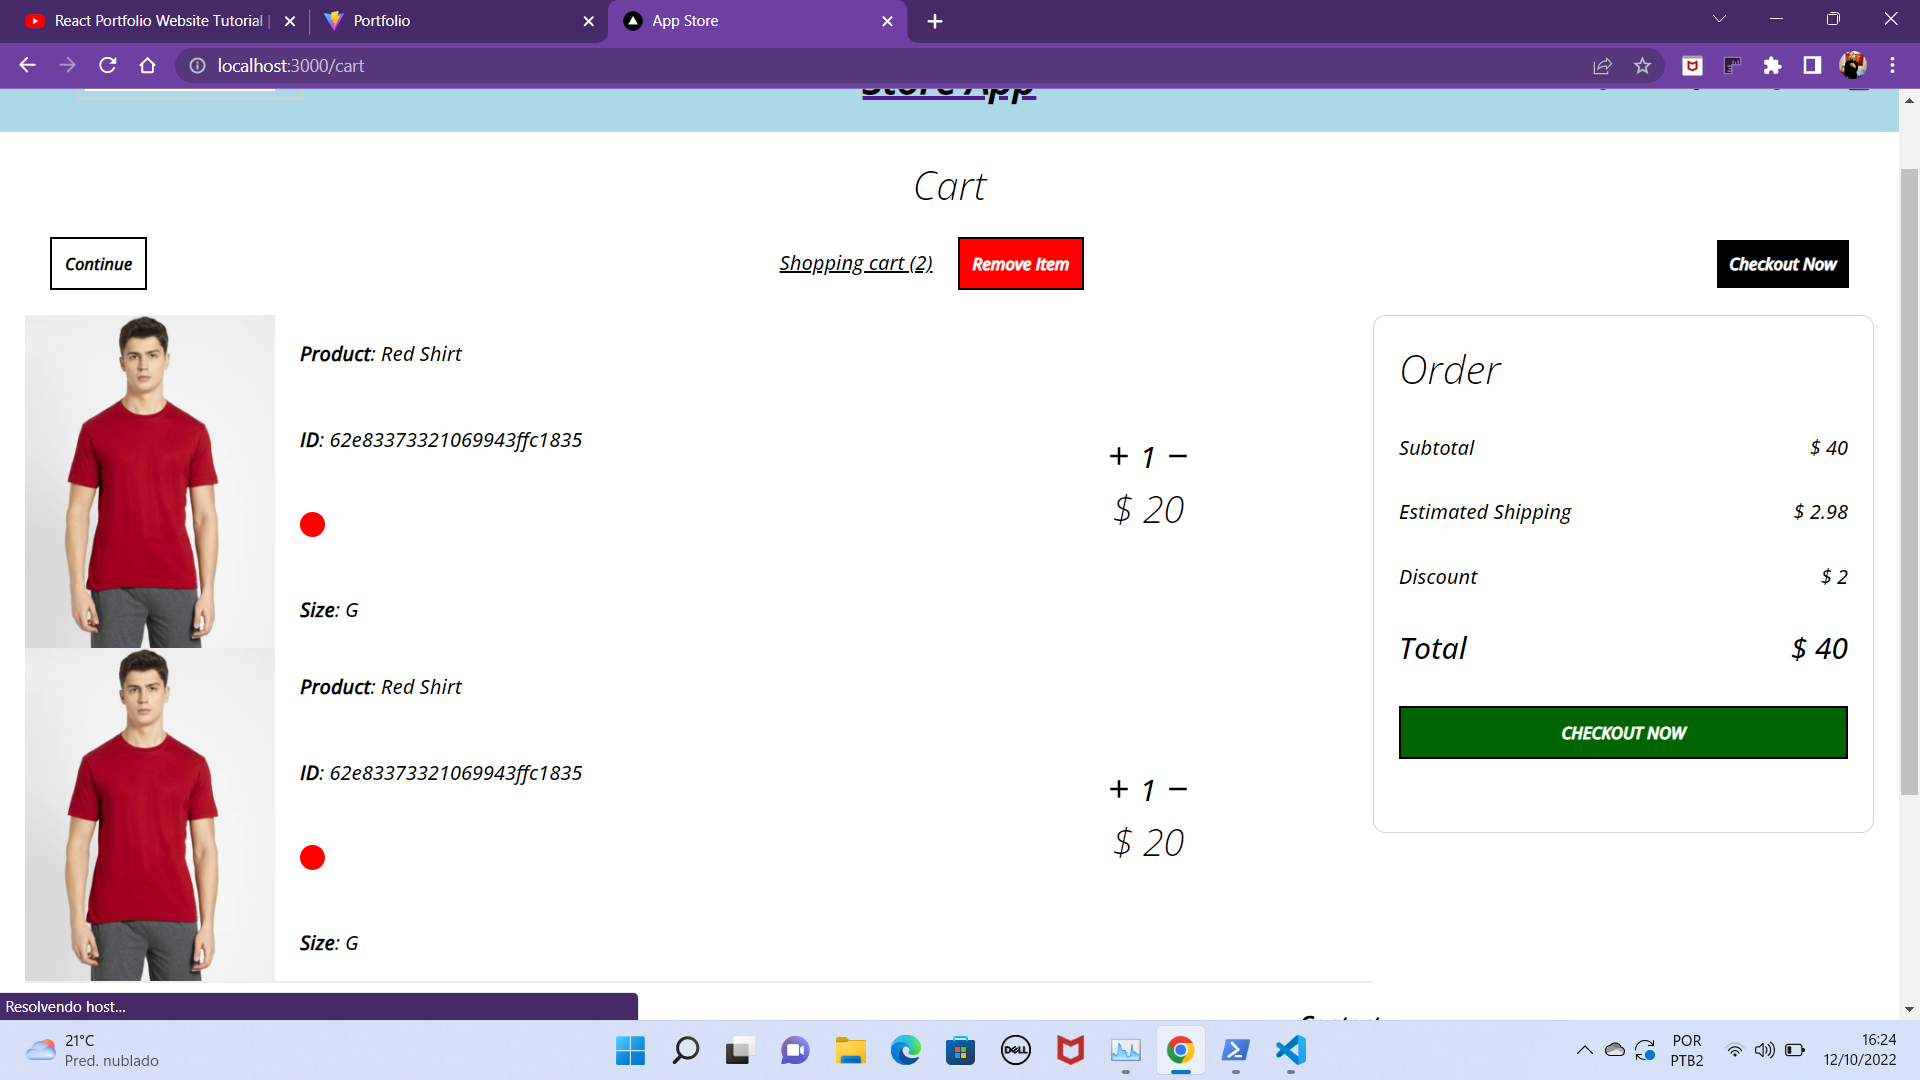 React Portfolio Website Tutorial
Portfolio
App Store
localhost:3000/cart
Store App
Cart
Continue
Shopping cart (2)
Remove Item
Checkout Now
Product: Red Shirt
ID: 62e83373321069943ffc1835
+ 1 −
$ 20
Size: G
Product: Red Shirt
ID: 62e83373321069943ffc1835
+ 1 −
$ 20
Size: G
Order
Subtotal $ 40
Estimated Shipping $ 2.98
Discount $ 2
Total $ 40
CHECKOUT NOW
Resolvendo host...
21°C
Pred. nublado
DELL
POR
PTB2
16:24
12/10/2022